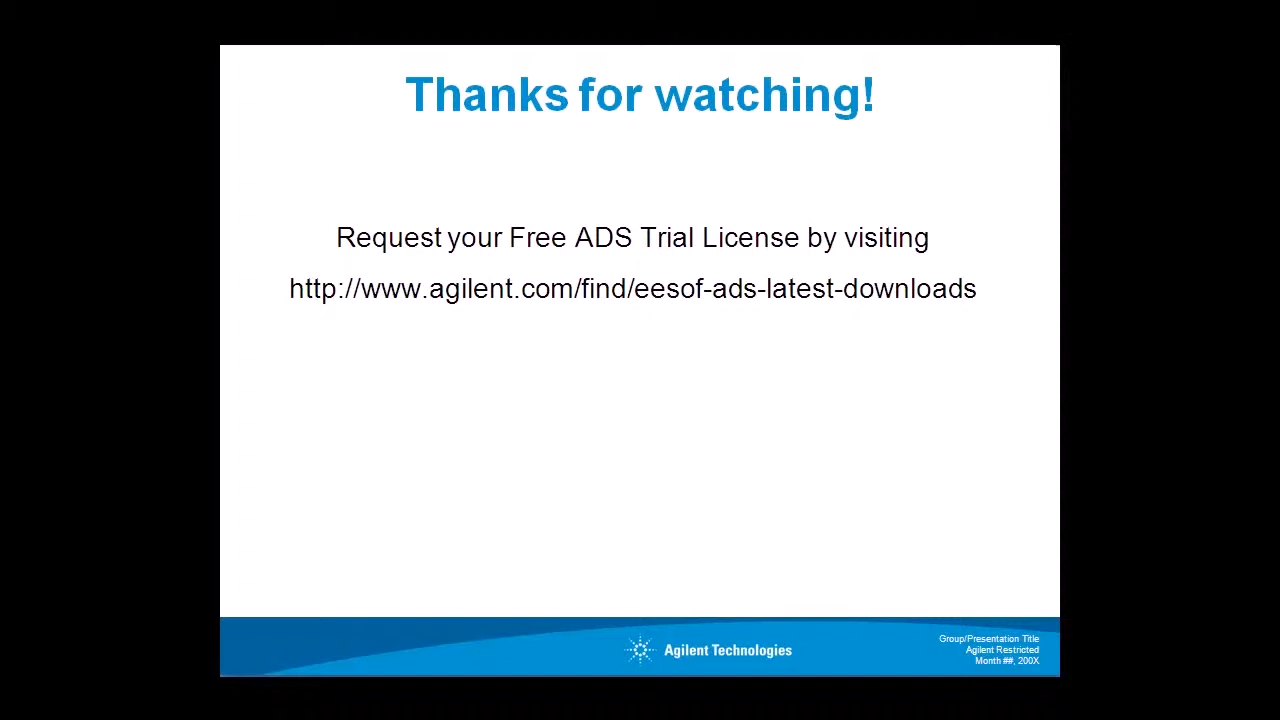 Thanks for watching!
Request your Free ADS Trial License by visiting
http://www.agilent.com/find/eesof-ads-latest-downloads
Agilent Technologies
Group/Presentation Title
Agilent Restricted
Month ##, 200X